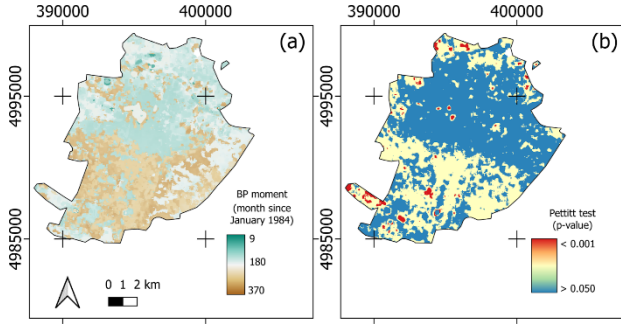 390000 400000 390000 400000
(a) (b)
4995000 4995000
4985000 4985000
BP moment
(month since
January 1984)
9
180
370
0 1 2 km
Pettitt test
(p-value)
< 0.001
> 0.050